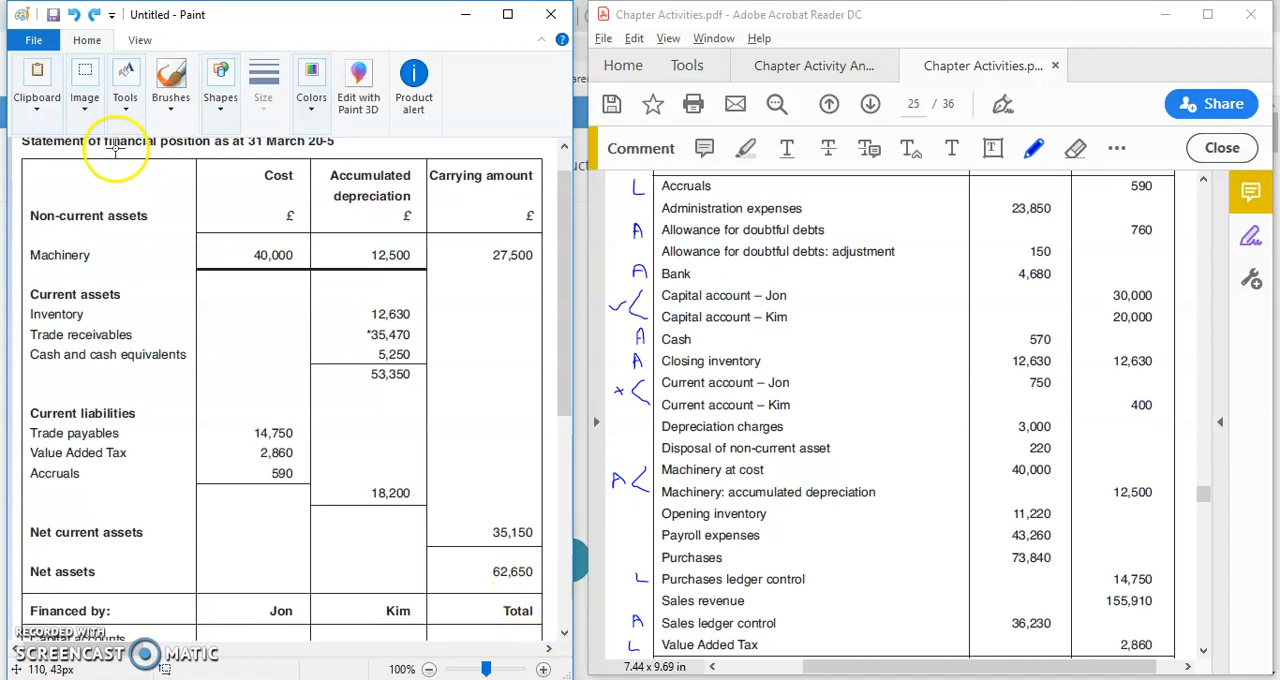 Untitled - Paint
File Home View
Clipboard Image Tools Brushes Shapes Size Colors Edit with Paint 3D Product alert
Statement of financial position as at 31 March 20-5
Cost Accumulated depreciation Carrying amount
Non-current assets £ £ £
Machinery 40,000 12,500 27,500
Current assets
Inventory 12,630
Trade receivables *35,470
Cash and cash equivalents 5,250
53,350
Current liabilities
Trade payables 14,750
Value Added Tax 2,860
Accruals 590
18,200
Net current assets 35,150
Net assets 62,650
Financed by: Jon Kim Total
Capital accounts
RECORDED WITH
SCREENCAST MATIC
110, 43px 100%
Chapter Activities.pdf - Adobe Acrobat Reader DC
File Edit View Window Help
Home Tools Chapter Activity An... Chapter Activities.p... ×
25 / 36 Share
Comment Close
L Accruals 590
Administration expenses 23,850
A Allowance for doubtful debts 760
Allowance for doubtful debts: adjustment 150
A Bank 4,680
Capital account – Jon 30,000
Capital account – Kim 20,000
A Cash 570
A Closing inventory 12,630 12,630
Current account – Jon 750
Current account – Kim 400
Depreciation charges 3,000
Disposal of non-current asset 220
A Machinery at cost 40,000
Machinery: accumulated depreciation 12,500
Opening inventory 11,220
Payroll expenses 43,260
Purchases 73,840
L Purchases ledger control 14,750
Sales revenue 155,910
A Sales ledger control 36,230
L Value Added Tax 2,860
7.44 x 9.69 in